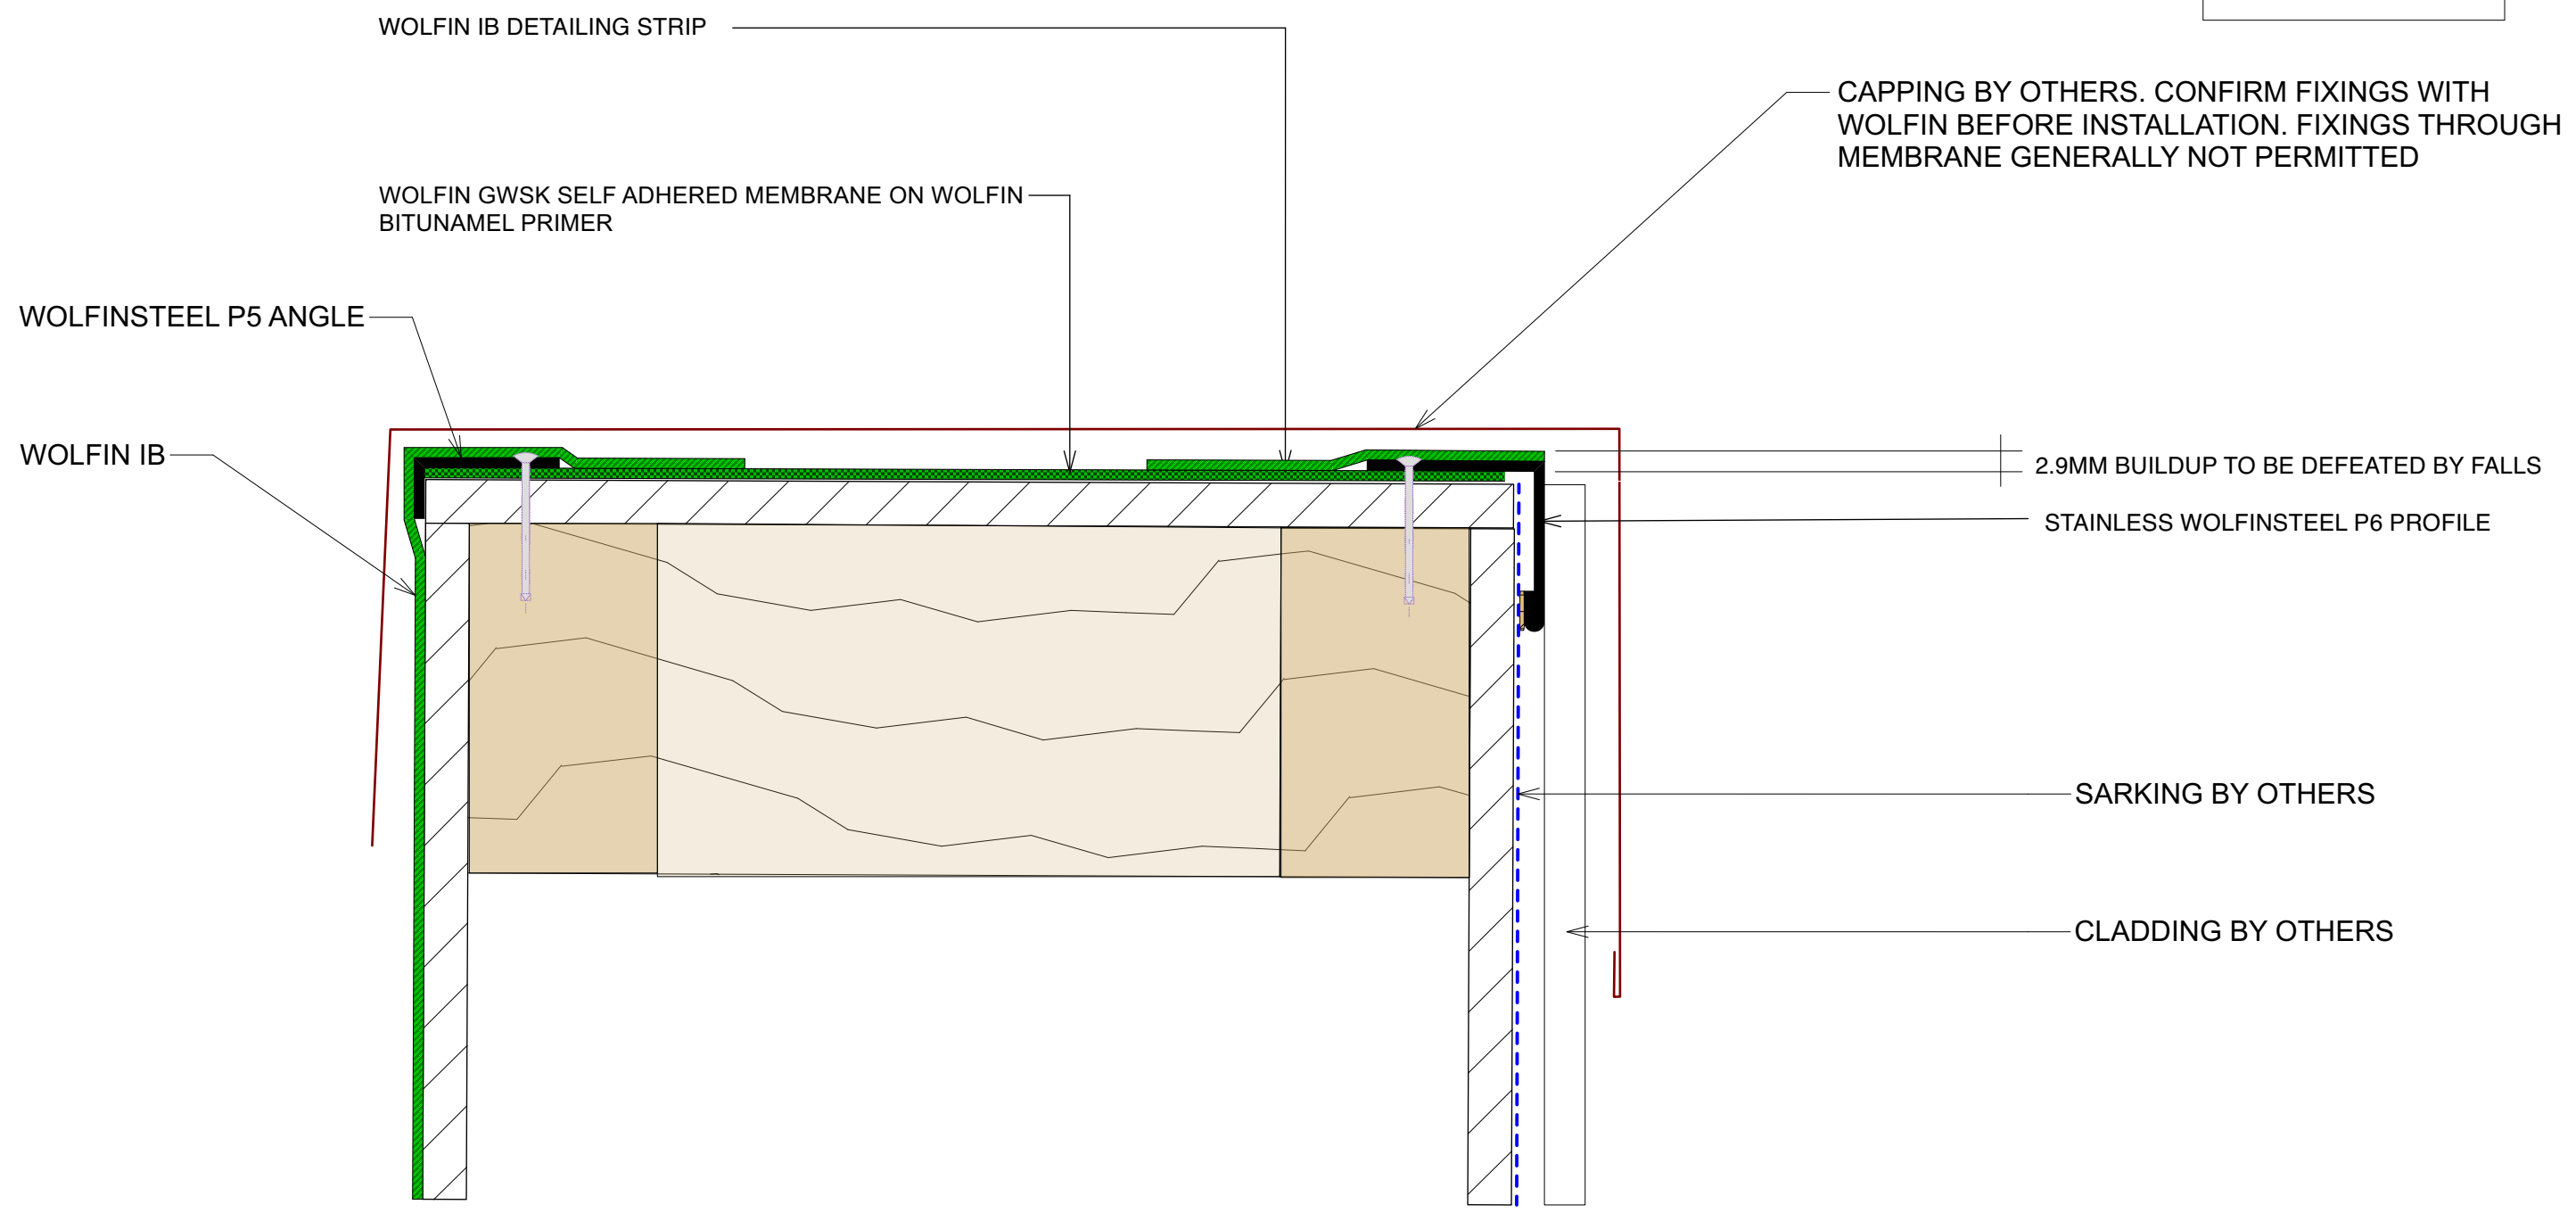 WOLFIN IB DETAILING STRIP
CAPPING BY OTHERS. CONFIRM FIXINGS WITH
WOLFIN BEFORE INSTALLATION. FIXINGS THROUGH
MEMBRANE GENERALLY NOT PERMITTED
WOLFIN GWSK SELF ADHERED MEMBRANE ON WOLFIN
BITUNAMEL PRIMER
WOLFINSTEEL P5 ANGLE
WOLFIN IB
2.9MM BUILDUP TO BE DEFEATED BY FALLS
STAINLESS WOLFINSTEEL P6 PROFILE
SARKING BY OTHERS
CLADDING BY OTHERS